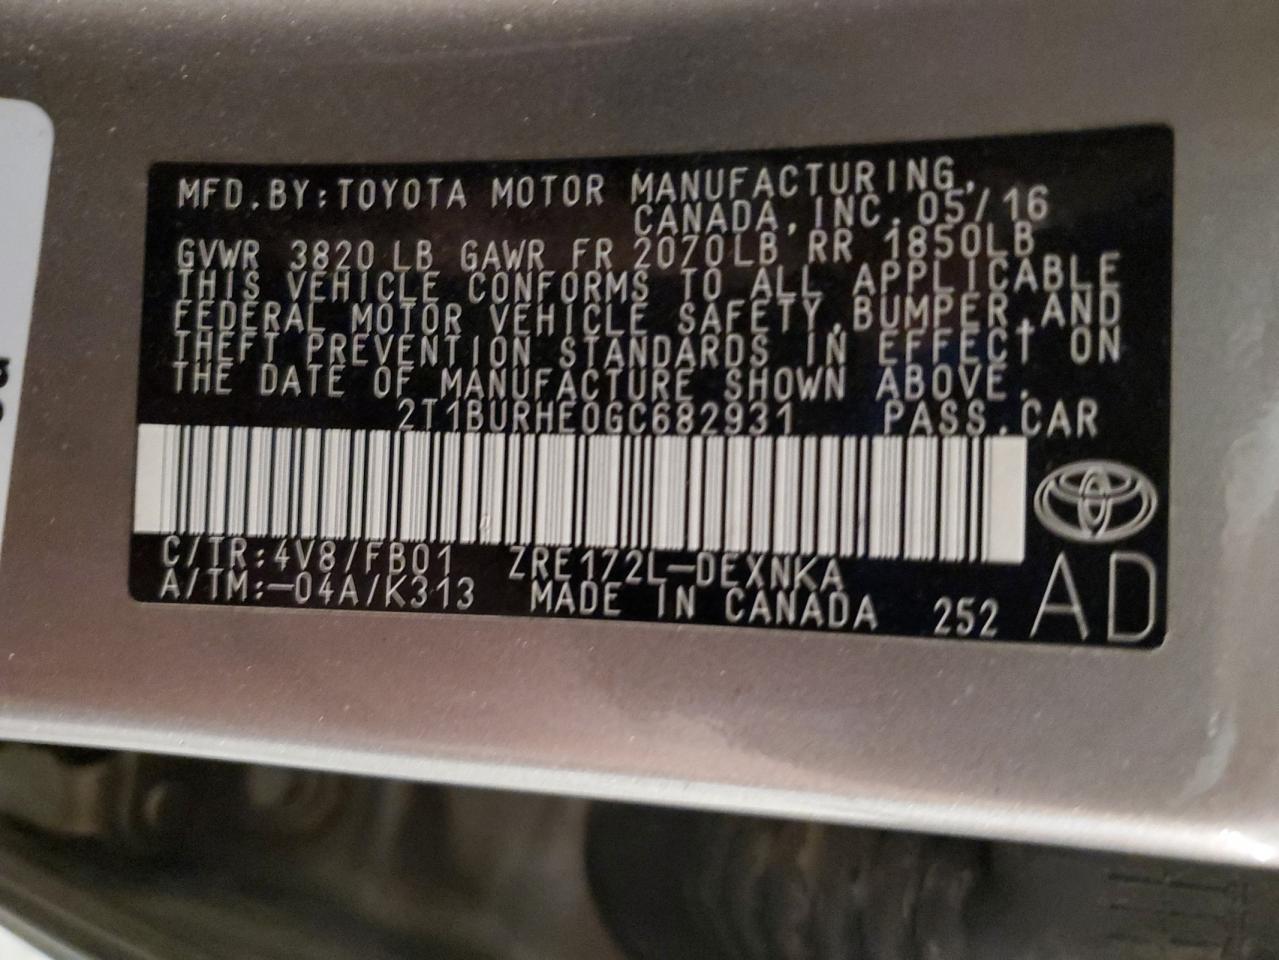 MFD.BY:TOYOTA MOTOR MANUFACTURING,
CANADA,INC.05/16
GVWR 3820 LB GAWR FR 2070LB RR 1850LB
THIS VEHICLE CONFORMS TO ALL APPLICABLE
FEDERAL MOTOR VEHICLE SAFETY,BUMPER,AND
THEFT PREVENTION STANDARDS IN EFFECT ON
THE DATE OF MANUFACTURE SHOWN ABOVE.
2T1BURHE0GC682931 PASS.CAR
C/TR:4V8/FB01 ZRE172L-DEXNKA
A/TM:-04A/K313 MADE IN CANADA 252 AD